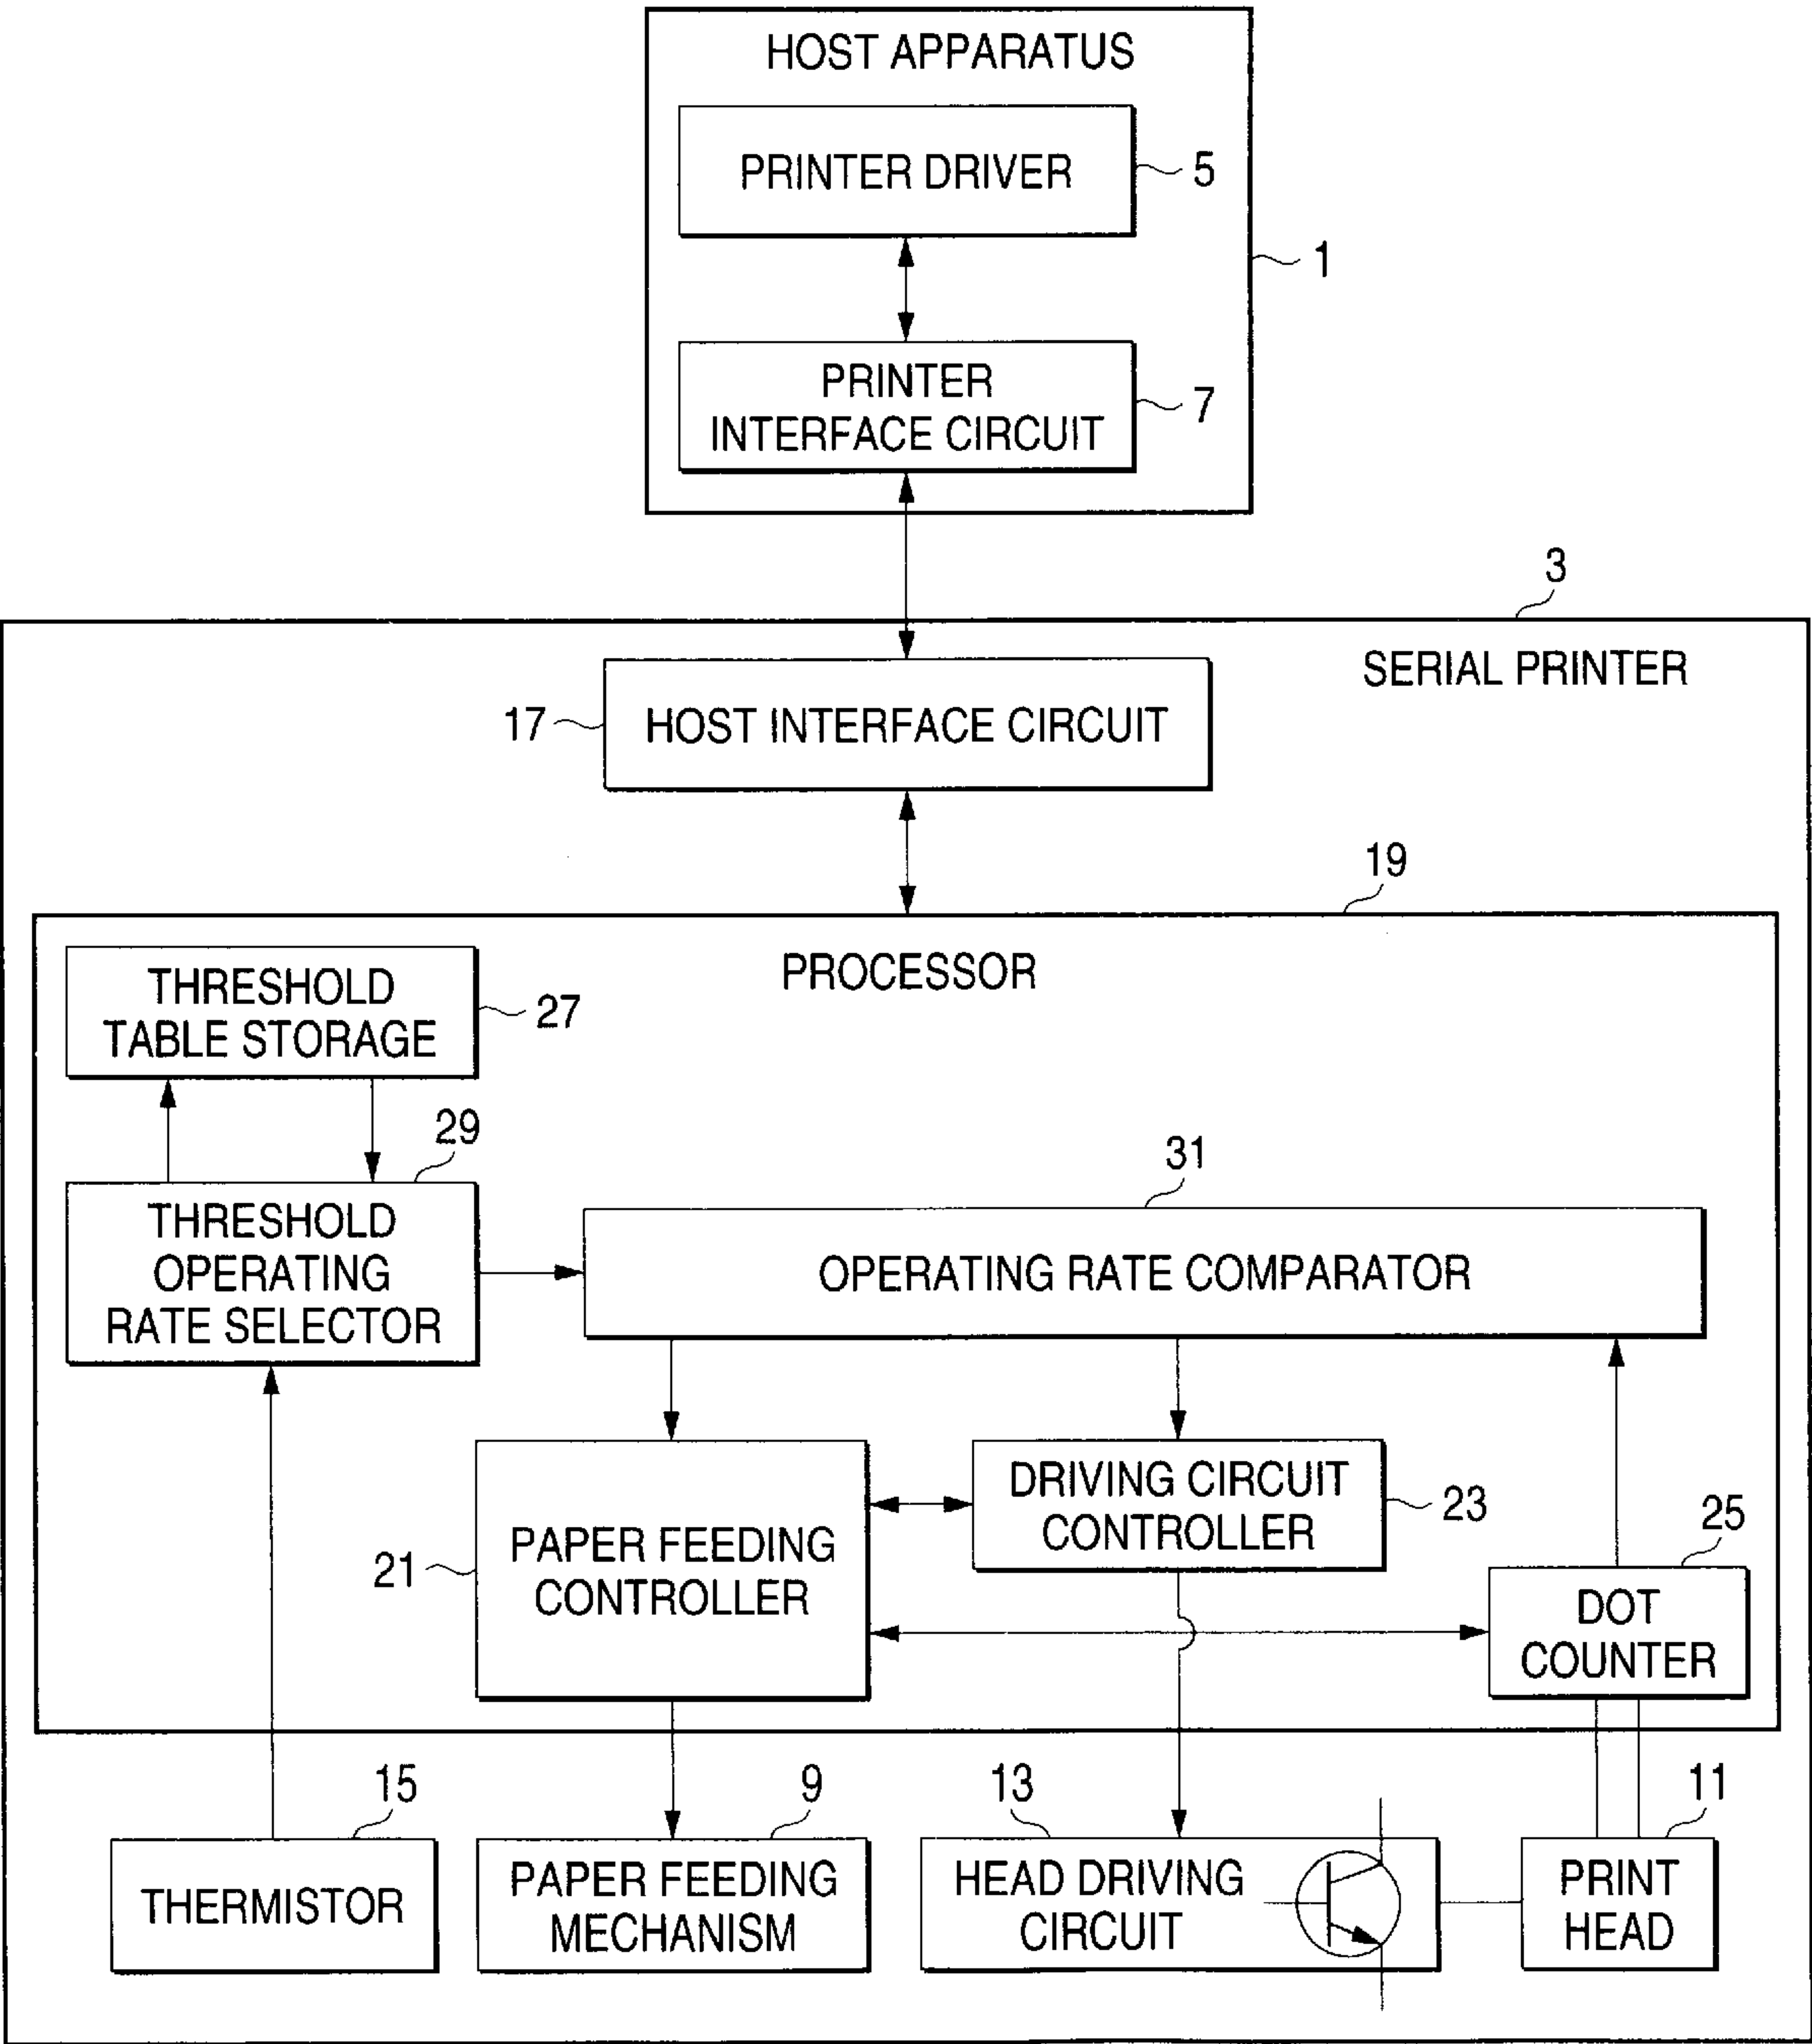 HOST APPARATUS
PRINTER DRIVER
5
1
PRINTER
INTERFACE CIRCUIT
7
3
SERIAL PRINTER
17
HOST INTERFACE CIRCUIT
19
PROCESSOR
THRESHOLD
TABLE STORAGE
27
29
THRESHOLD
OPERATING
RATE SELECTOR
31
OPERATING RATE COMPARATOR
21
PAPER FEEDING
CONTROLLER
DRIVING CIRCUIT
CONTROLLER
23
25
DOT
COUNTER
15
THERMISTOR
9
PAPER FEEDING
MECHANISM
13
HEAD DRIVING
CIRCUIT
11
PRINT
HEAD